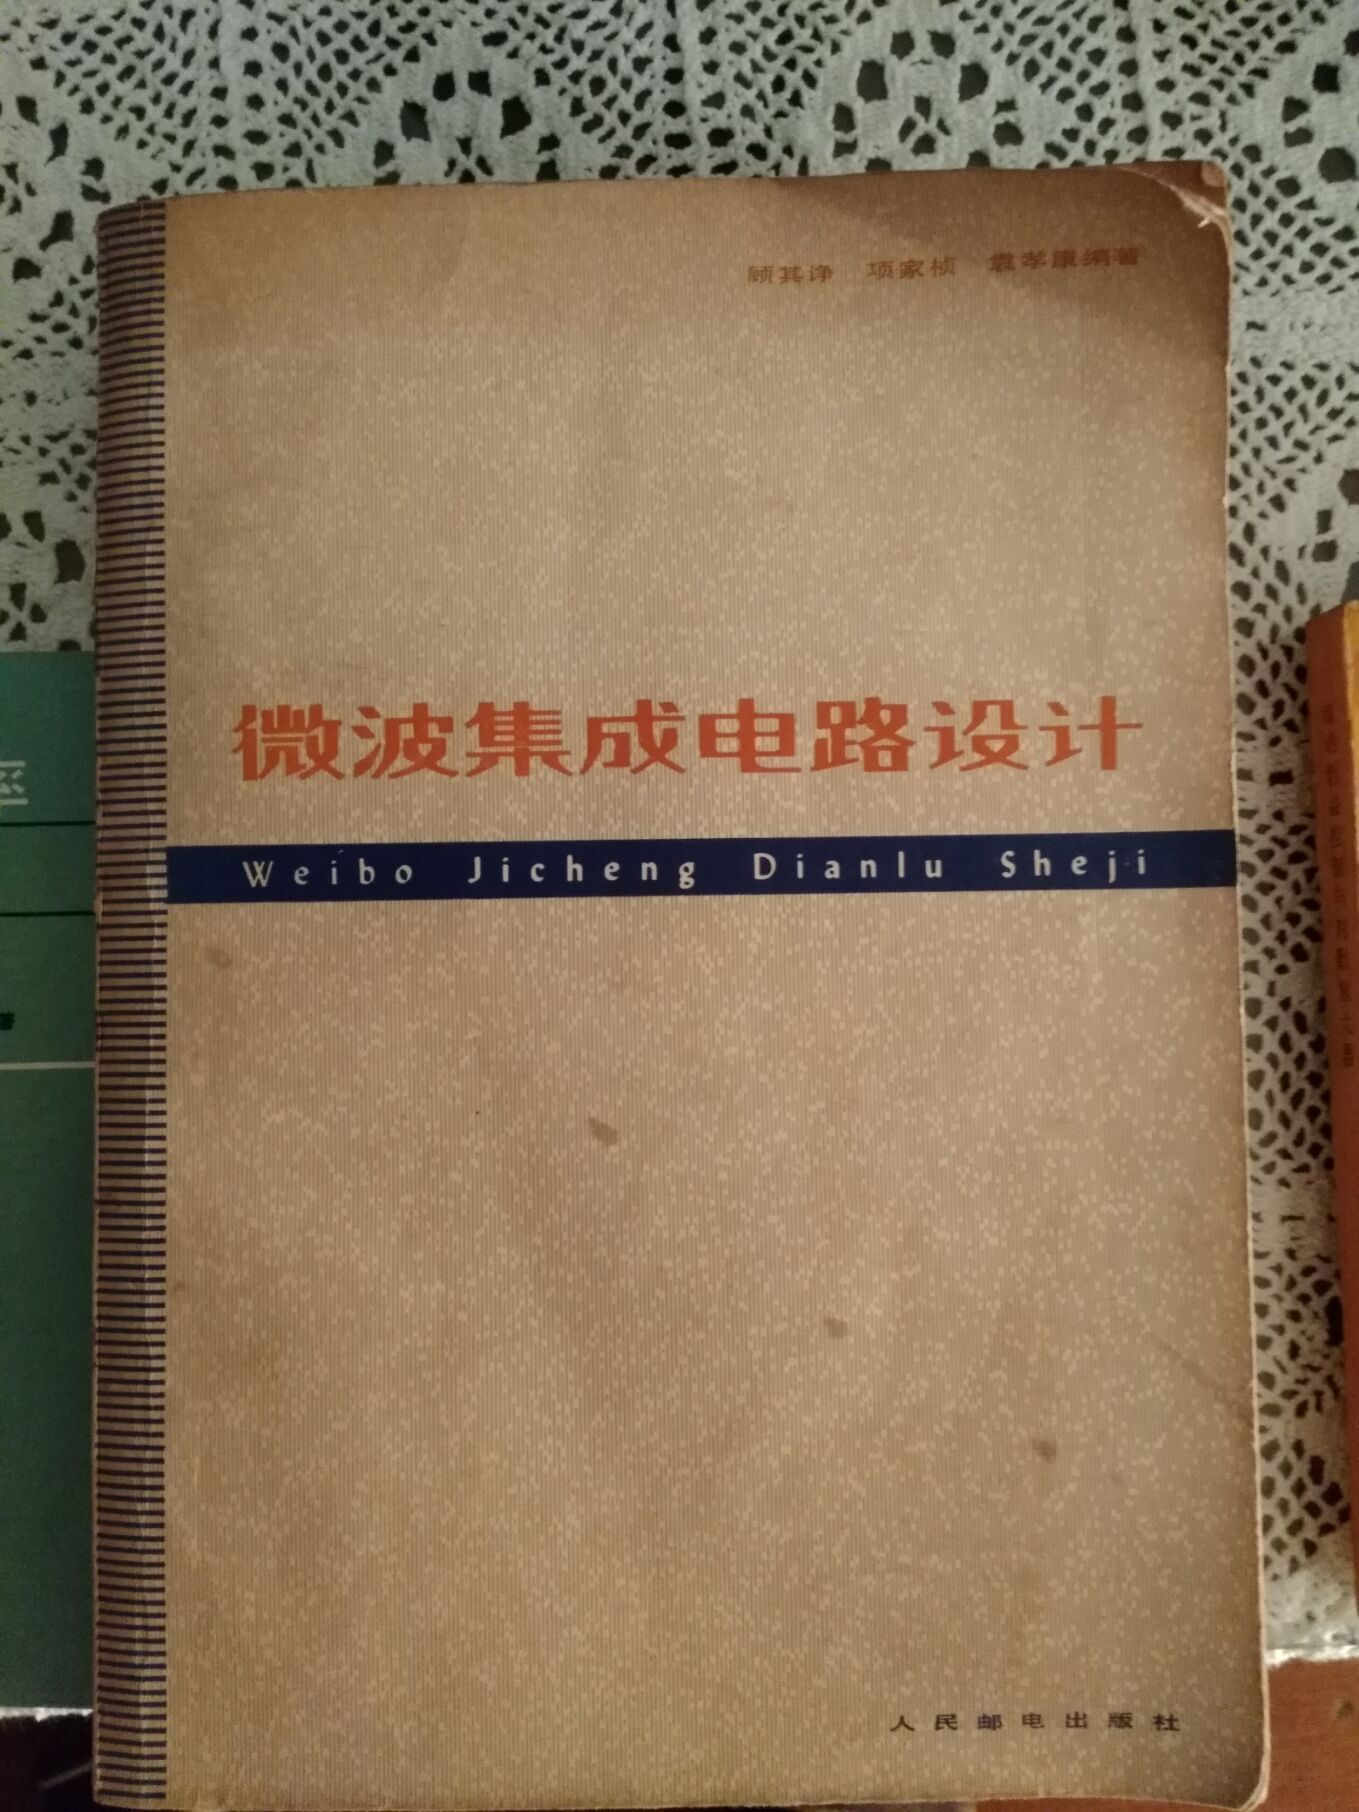 顾其诤　项家桢　袁孝康编著
微波集成电路设计
Weibo Jicheng Dianlu Sheji
人民邮电出版社
著